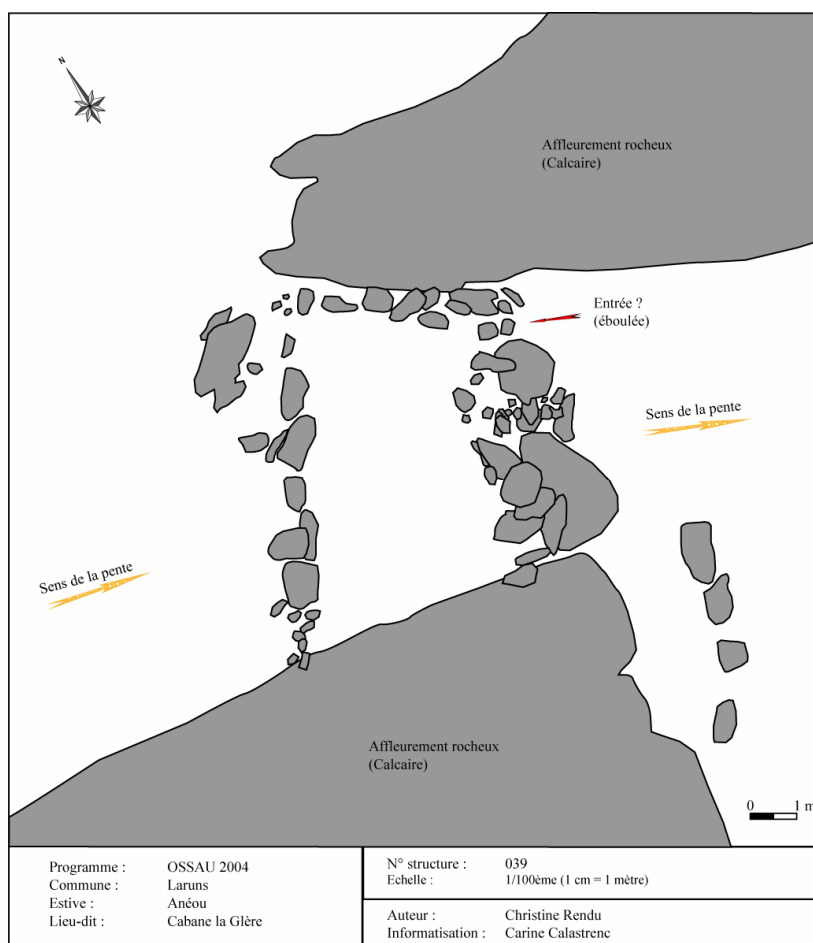 N
Affleurement rocheux
(Calcaire)
Entrée ?
(éboulée)
Sens de la pente
Sens de la pente
Affleurement rocheux
(Calcaire)
0 1 m
Programme : OSSAU 2004
Commune : Laruns
Estive : Anéou
Lieu-dit : Cabane la Glère
N° structure : 039
Echelle : 1/100ème (1 cm = 1 mètre)
Auteur : Christine Rendu
Informatisation : Carine Calastrenc